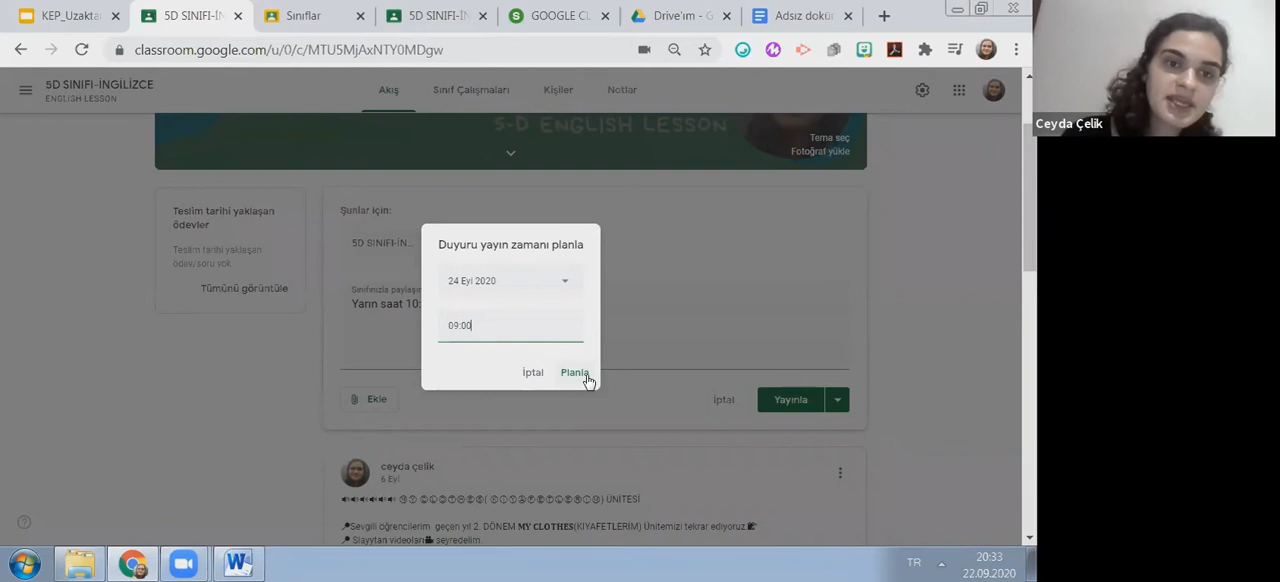 KEP_Uzakta
5D SINIFI-İN
Sınıflar
5D SINIFI-İN
GOOGLE CL
Drive'ım - G
Adsız dokü
classroom.google.com/u/0/c/MTU5MjAxNTY0MDgw
5D SINIFI-İNGİLİZCE
ENGLISH LESSON
Akış
Sınıf Çalışmaları
Kişiler
Notlar
Ceyda Çelik
5-D ENGLISH LESSON
Tema seç
Fotoğraf yükle
Teslim tarihi yaklaşan
ödevler
Teslim tarihi yaklaşan
ödev/soru yok
Tümünü görüntüle
Şunlar için:
5D SINIFI-İN...
Sınıfınızla paylaşın
Yarın saat 10:
Duyuru yayın zamanı planla
24 Eyl 2020
09:00
İptal
Planla
Ekle
İptal
Yayınla
ceyda çelik
6 Eyl
ÜNİTESİ
Sevgili öğrencilerim geçen yıl 2. DÖNEM MY CLOTHES(KIYAFETLERİM) Ünitemizi tekrar ediyoruz.
Slayytan videoları seyredelim.
TR
20:33
22.09.2020